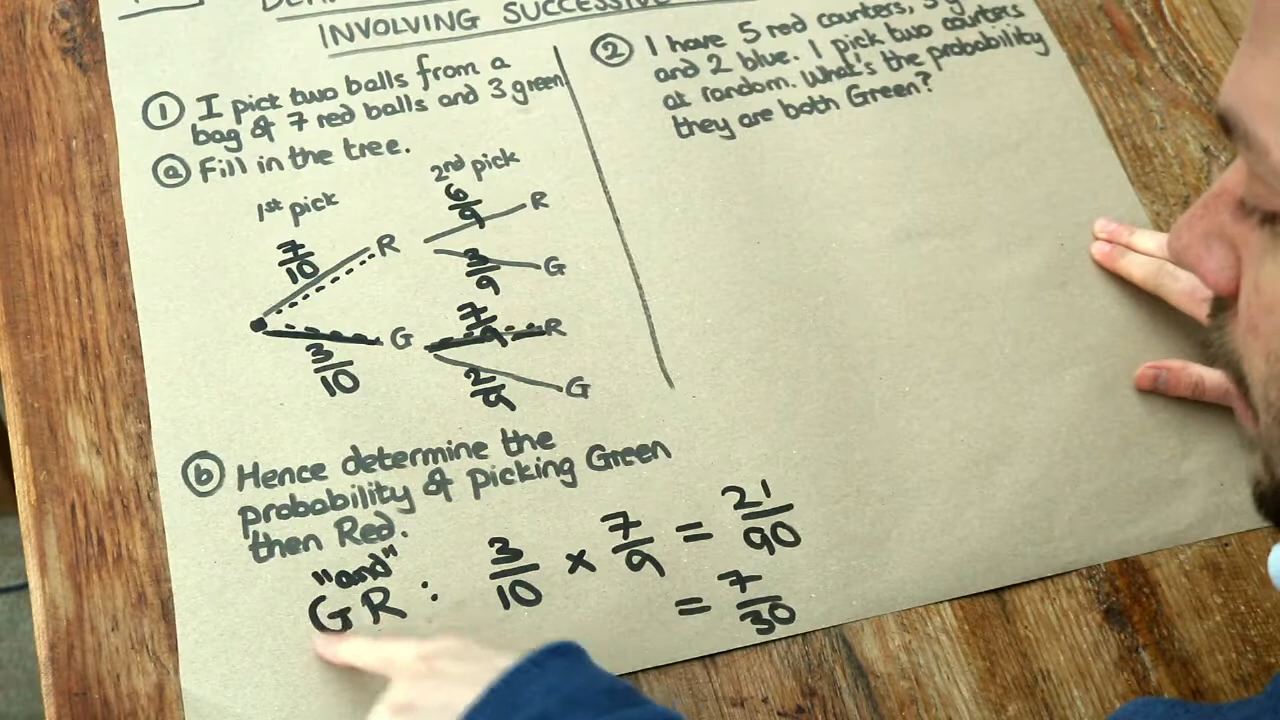 INVOLVING
① I pick two balls from a
bag of 7 red balls and 3 green.
ⓐ Fill in the tree.
1st pick
2nd pick
7/10
R
6/9
R
3/9
G
3/10
G
7/9
R
2/9
G
ⓑ Hence determine the
probability of picking Green
then Red.
"and"
G R : 3/10 × 7/9 = 21/90
= 7/30
② I have 5 red counters, 3
and 2 blue. I pick two counters
at random. What's the probability
they are both Green?